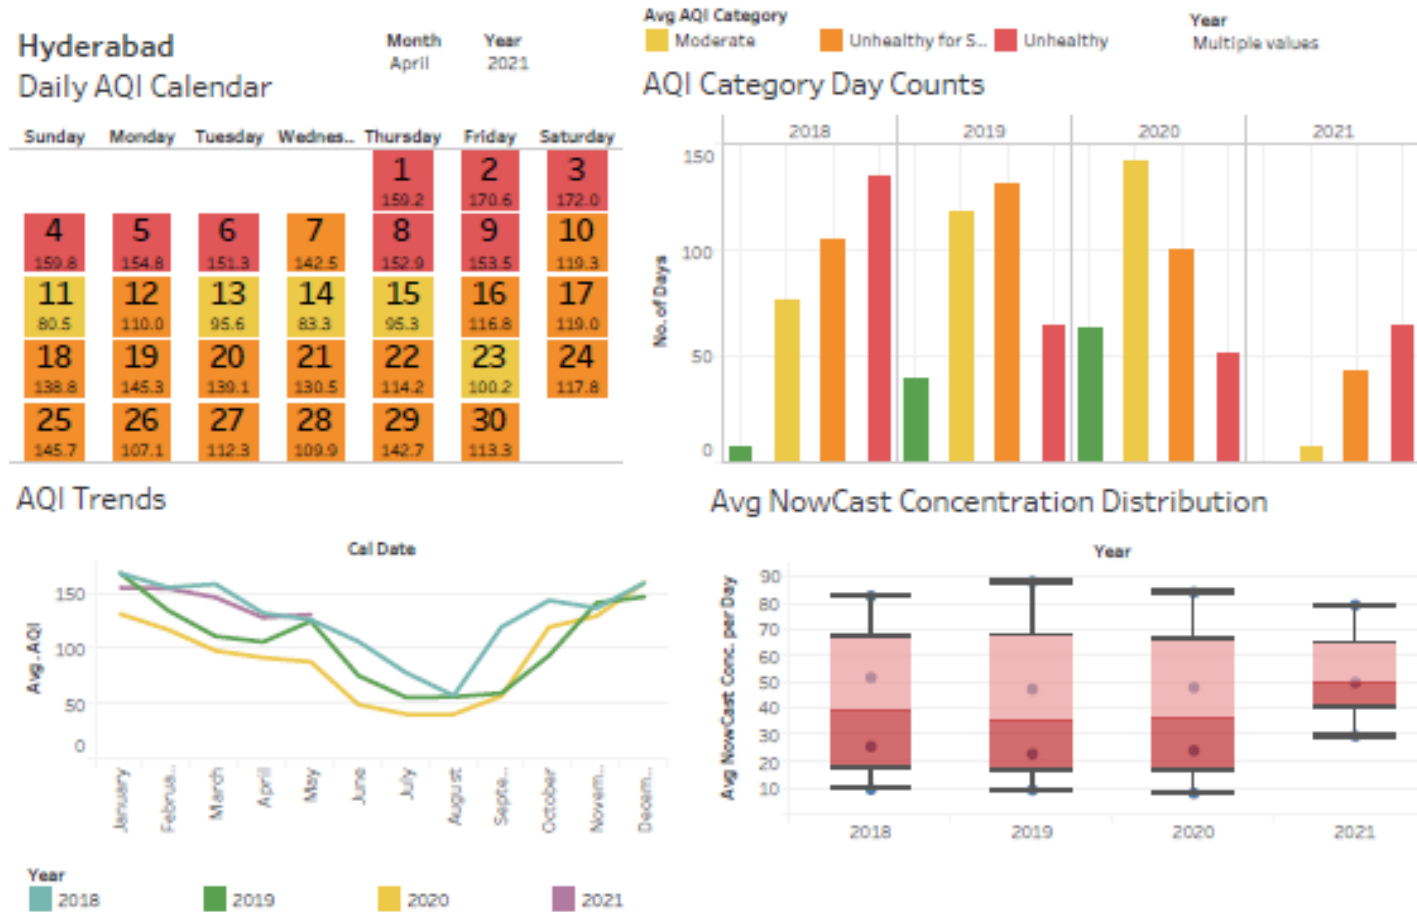 Hyderabad
Daily AQI Calendar
Month Year
April 2021
Sunday Monday Tuesday Wednes.. Thursday Friday Saturday
1 2 3
159.2 170.6 172.0
4 5 6 7 8 9 10
159.8 154.8 151.3 142.5 152.9 153.5 119.3
11 12 13 14 15 16 17
80.5 110.0 95.6 83.3 95.3 116.8 119.0
18 19 20 21 22 23 24
138.8 145.3 139.1 130.5 114.2 100.2 117.8
25 26 27 28 29 30
145.7 107.1 112.3 109.9 142.7 113.3
Avg AQI Category
Moderate Unhealthy for S... Unhealthy
Year
Multiple values
AQI Category Day Counts
2018 2019 2020 2021
150
100
50
0
No. of Days
AQI Trends
Cal Date
150
100
50
0
Avg. AQI
January Februa.. March April May June July August Septe.. October Novem.. Decem..
Year
2018 2019 2020 2021
Avg NowCast Concentration Distribution
Year
90
80
70
60
50
40
30
20
10
Avg NowCast Conc. per Day
2018 2019 2020 2021